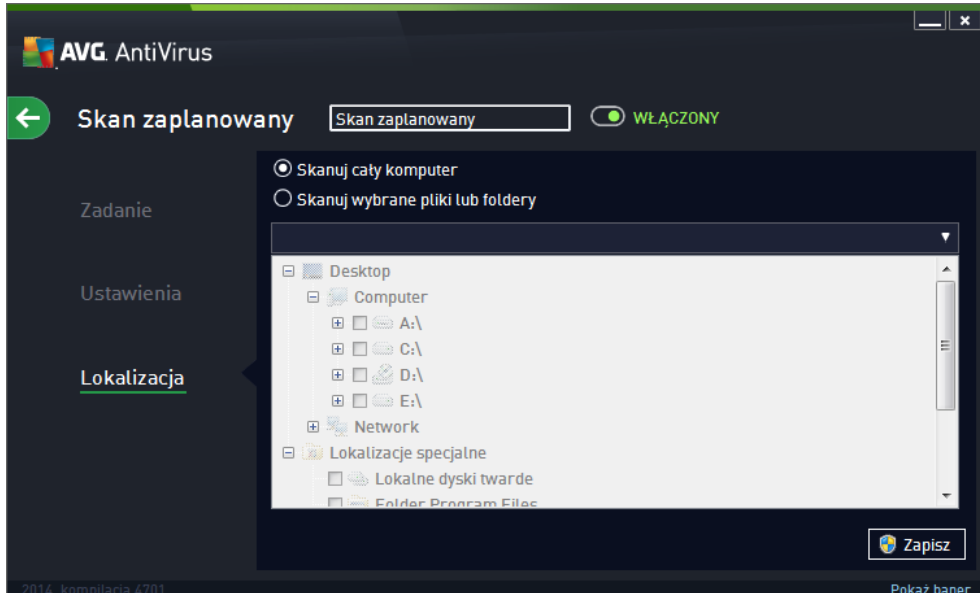 AVG. AntiVirus
Skan zaplanowany
Skan zaplanowany
WŁĄCZONY
Zadanie
Ustawienia
Lokalizacja
Skanuj cały komputer
Skanuj wybrane pliki lub foldery
Desktop
Computer
A:\
C:\
D:\
E:\
Network
Lokalizacje specjalne
Lokalne dyski twarde
Folder Program Files
Zapisz
2014, kompilacja 4701
Pokaż baner